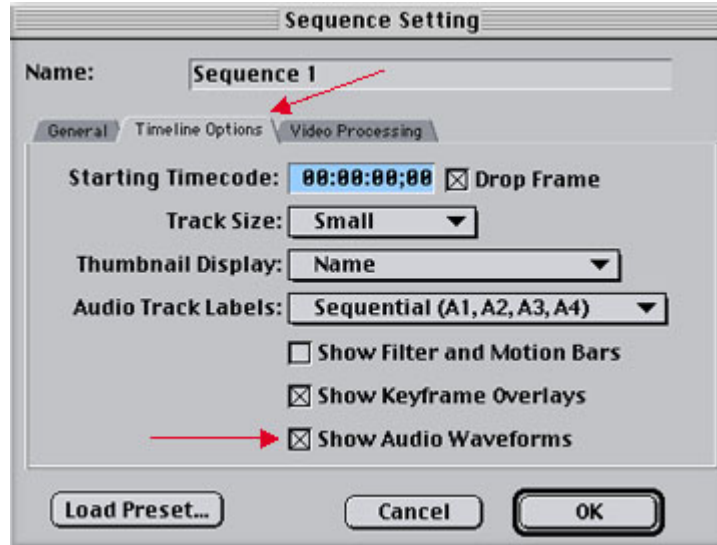 Sequence Setting
Name: Sequence 1
General Timeline Options Video Processing
Starting Timecode: 00:00:00;00 Drop Frame
Track Size: Small
Thumbnail Display: Name
Audio Track Labels: Sequential (A1, A2, A3, A4)
Show Filter and Motion Bars
Show Keyframe Overlays
Show Audio Waveforms
Load Preset... Cancel OK